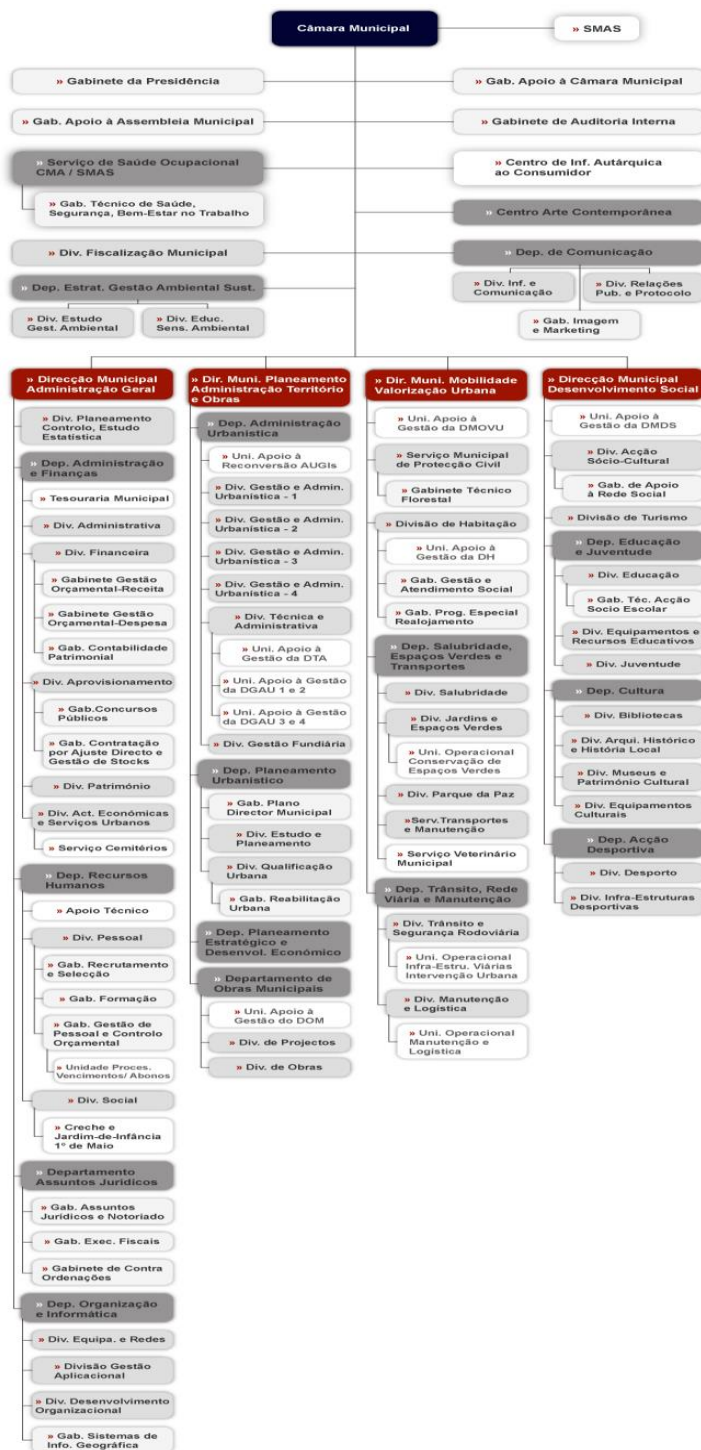 Câmara Municipal
» SMAS
» Gabinete da Presidência
» Gab. Apoio à Câmara Municipal
» Gab. Apoio à Assembleia Municipal
» Gabinete de Auditoria Interna
» Serviço de Saúde Ocupacional
CMA / SMAS
» Centro de Inf. Autárquica
ao Consumidor
» Gab. Técnico de Saúde,
Segurança, Bem-Estar no Trabalho
» Centro Arte Contemporânea
» Div. Fiscalização Municipal
» Dep. de Comunicação
» Dep. Estrat. Gestão Ambiental Sust.
» Div. Inf. e
Comunicação
» Div. Relações
Pub. e Protocolo
» Div. Estudo
Gest. Ambiental
» Div. Educ.
Sens. Ambiental
» Gab. Imagem
e Marketing
» Direcção Municipal
Administração Geral
» Div. Planeamento
Controlo, Estudo
Estatística
» Dep. Administração
e Finanças
» Tesouraria Municipal
» Div. Administrativa
» Div. Financeira
» Gabinete Gestão
Orçamental-Receita
» Gabinete Gestão
Orçamental-Despesa
» Gab. Contabilidade
Patrimonial
» Div. Aprovisionamento
» Gab.Concursos
Públicos
» Gab. Contratação
por Ajuste Directo e
Gestão de Stocks
» Div. Património
» Div. Act. Económicas
e Serviços Urbanos
» Serviço Cemitérios
» Dep. Recursos
Humanos
» Apoio Técnico
» Div. Pessoal
» Gab. Recrutamento
e Selecção
» Gab. Formação
» Gab. Gestão de
Pessoal e Controlo
Orçamental
» Unidade Proces.
Vencimentos/ Abonos
» Div. Social
» Creche e
Jardim-de-Infância
1º de Maio
» Departamento
Assuntos Jurídicos
» Gab. Assuntos
Jurídicos e Notoriado
» Gab. Exec. Fiscais
» Gabinete de Contra
Ordenações
» Dep. Organização
e Informática
» Div. Equipa. e Redes
» Divisão Gestão
Aplicacional
» Div. Desenvolvimento
Organizacional
» Gab. Sistemas de
Info. Geográfica
» Dir. Muni. Planeamento
Administração Território
e Obras
» Dep. Administração
Urbanistica
» Uni. Apoio à
Reconversão AUGIs
» Div. Gestão e Admin.
Urbanística - 1
» Div. Gestão e Admin.
Urbanística - 2
» Div. Gestão e Admin.
Urbanística - 3
» Div. Gestão e Admin.
Urbanística - 4
» Div. Técnica e
Administrativa
» Uni. Apoio à
Gestão da DTA
» Uni. Apoio à Gestão
da DGAU 1 e 2
» Uni. Apoio à Gestão
da DGAU 3 e 4
» Div. Gestão Fundiária
» Dep. Planeamento
Urbanistico
» Gab. Plano
Director Municipal
» Div. Estudo e
Planeamento
» Div. Qualificação
Urbana
» Gab. Reabilitação
Urbana
» Dep. Planeamento
Estratégico e
Desenvol. Económico
» Departamento de
Obras Municipais
» Uni. Apoio à
Gestão do DOM
» Div. de Projectos
» Div. de Obras
» Dir. Muni. Mobilidade
Valorização Urbana
» Uni. Apoio à
Gestão da DMOVU
» Serviço Municipal
de Protecção Civil
» Gabinete Técnico
Florestal
» Divisão de Habitação
» Uni. Apoio à
Gestão da DH
» Gab. Gestão e
Atendimento Social
» Gab. Prog. Especial
Realojamento
» Dep. Salubridade,
Espaços Verdes e
Transportes
» Div. Salubridade
» Div. Jardins e
Espaços Verdes
» Uni. Operacional
Conservação de
Espaços Verdes
» Div. Parque da Paz
»Serv.Transportes
e Manutenção
» Serviço Veterinário
Municipal
» Dep. Trânsito, Rede
Viária e Manutenção
» Div. Trânsito e
Segurança Rodoviária
» Uni. Operacional
Infra-Estru. Viárias
Intervenção Urbana
» Div. Manutenção
e Logística
» Uni. Operacional
Manutenção e
Logística
» Direcção Municipal
Desenvolvimento Social
» Uni. Apoio à
Gestão da DMDS
» Div. Acção
Sócio-Cultural
» Gab. de Apoio
à Rede Social
» Divisão de Turismo
» Dep. Educação
e Juventude
» Div. Educação
» Gab. Téc. Acção
Socio Escolar
» Div. Equipamentos e
Recursos Educativos
» Div. Juventude
» Dep. Cultura
» Div. Bibliotecas
» Div. Arqui. Histórico
e História Local
» Div. Museus e
Património Cultural
» Div. Equipamentos
Culturais
» Dep. Acção
Desportiva
» Div. Desporto
» Div. Infra-Estruturas
Desportivas